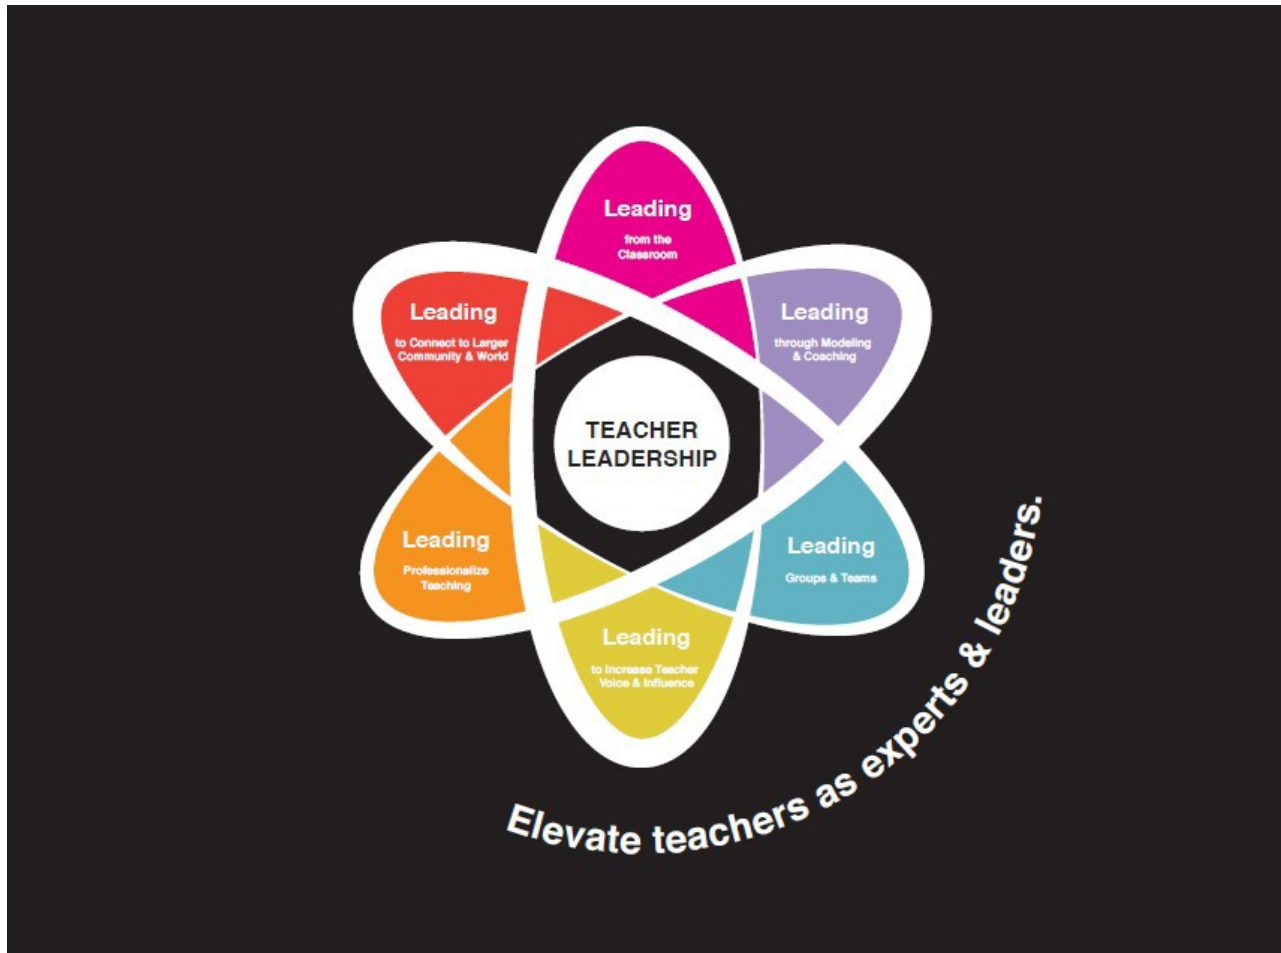 Leading
from the
Classroom
Leading
through Modeling
& Coaching
Leading
Groups & Teams
Leading
to Increase Teacher
Voice & Influence
Leading
Professionalize
Teaching
Leading
to Connect to Larger
Community & World
TEACHER
LEADERSHIP
Elevate teachers as experts & leaders.